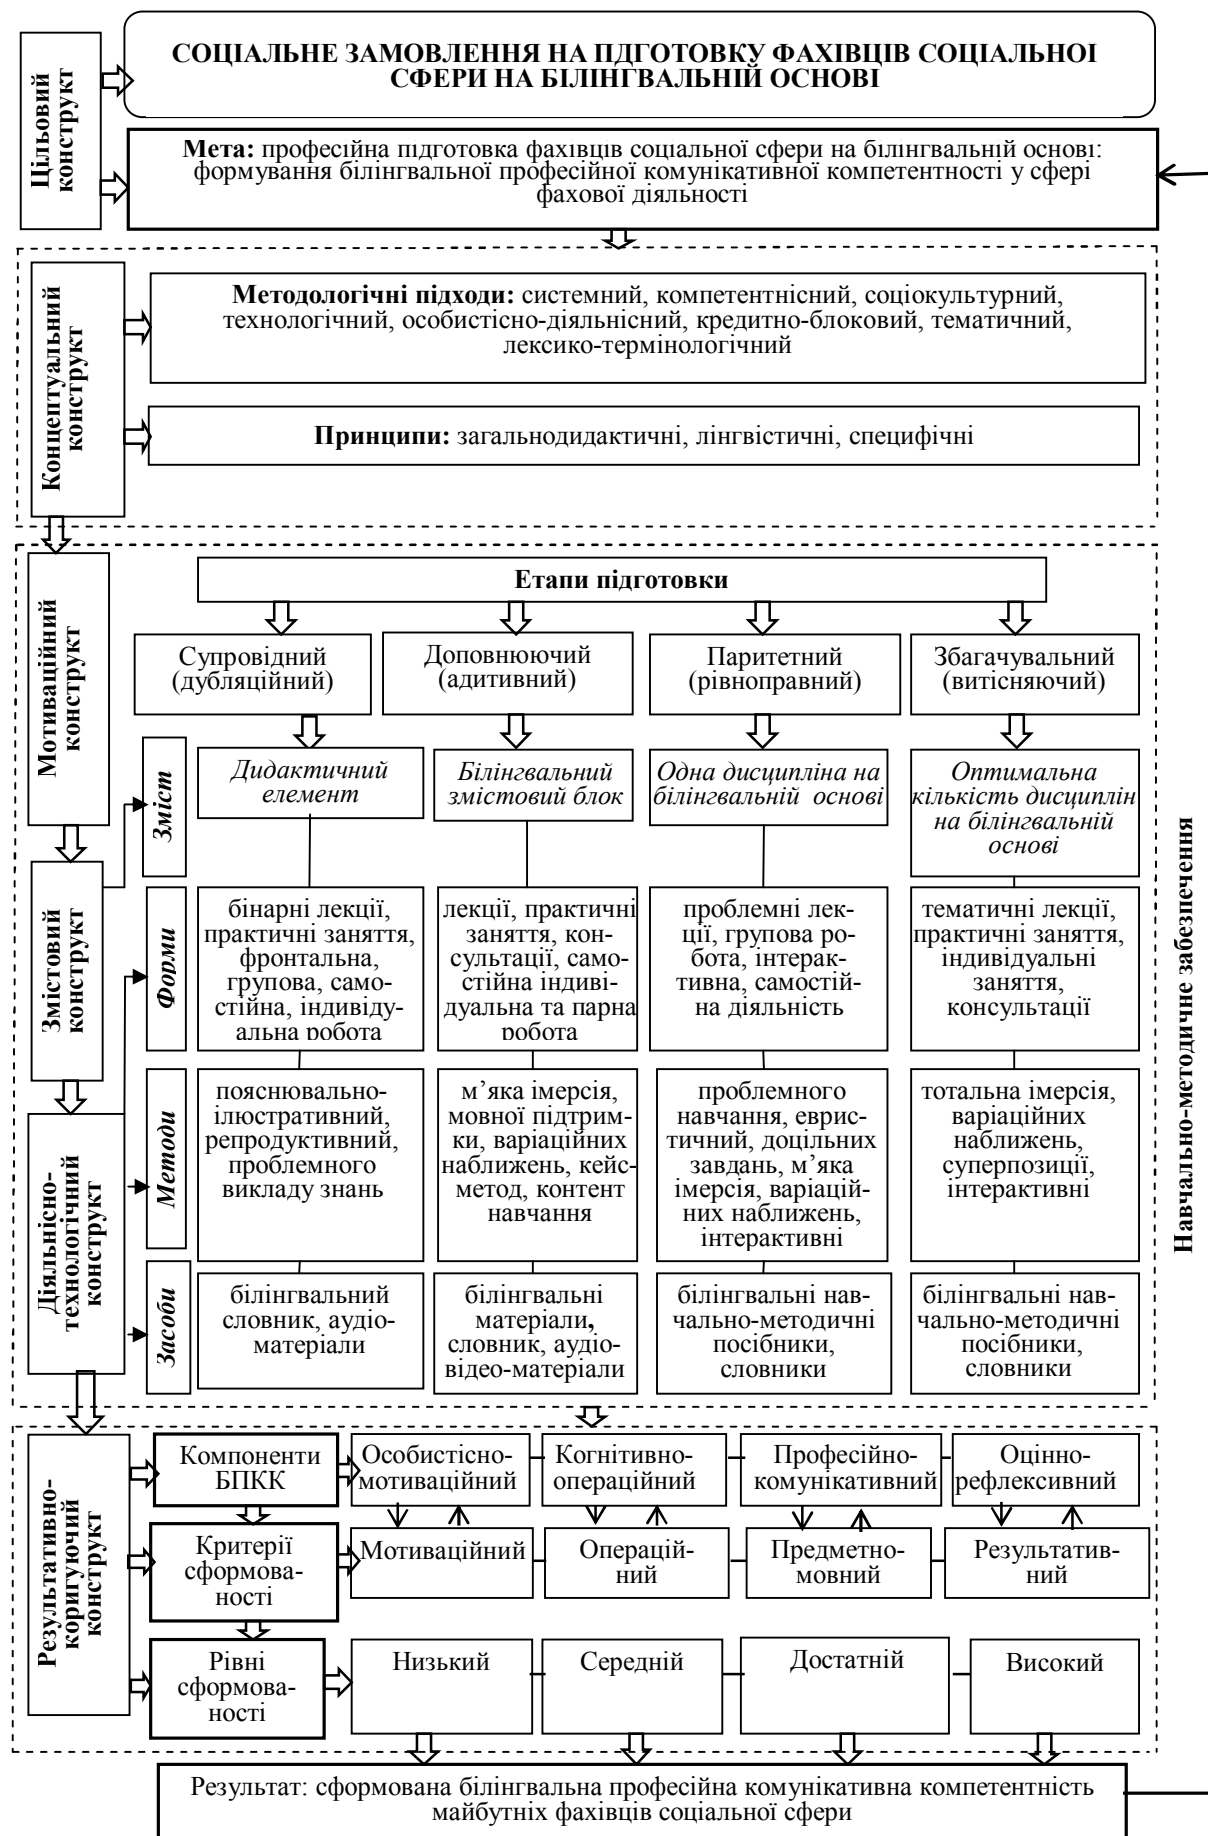 СОЦІАЛЬНЕ ЗАМОВЛЕННЯ НА ПДГОТОВКУ ФАХІВЦІВ СОЦІАЛЬНОЇ
СФЕРИ НА БІЛІНГВАЛЬНІЙ ОСНОВІ
Цільовий
конструкт
Мета: професійна підготовка фахівців соціальної сфери на білінгвальній основі:
формування білінгвальної професійної комунікативної компетентності у сфері
фахової діяльності
Концептуальний
конструкт
Методологічні підходи: системний, компетентнісний, соціокультурний,
технологічний, особистісно-діяльнісний, кредитно-блоковий, тематичний,
лексико-термінологічний
Принципи: загальнодидактичні, лінгвістичні, специфічні
Мотиваційний
конструкт
Етапи підготовки
Супровідний
(дубляційний)
Доповнюючий
(адитивний)
Паритетний
(рівноправний)
Збагачувальний
(витісняючий)
Зміст
Дидактичний
елемент
Білінгвальний
змістовий блок
Одна дисципліна на
білінгвальній основі
Оптимальна
кількість дисциплін
на білінгвальній
основі
Змістовий
конструкт
Форми
бінарні лекції,
практичні заняття,
фронтальна,
групова, само-
стійна, індивіду-
альна робота
лекції, практичні
заняття, кон-
сультації, само-
стійна індиві-
дуальна та парна
робота
проблемні лек-
ції, групова ро-
бота, інтерак-
тивна, самостій-
на діяльність
тематичні лекції,
практичні заняття,
індивідуальні
заняття,
консультації
Діяльнісно-
технологічний
конструкт
Методи
пояснювально-
ілюстративний,
репродуктивний,
проблемного
викладу знань
м’яка імерсія,
мовної підтрим-
ки, варіаційних
наближень, кейс-
метод, контент
навчання
проблемного
навчання, еврис-
тичний, доцільних
завдань, м’яка
імерсія, варіацій-
них наближень,
інтерактивні
тотальна імерсія,
варіаційних
наближень,
суперпозиції,
інтерактивні
Засоби
білінгвальний
словник, аудіо-
матеріали
білінгвальні
матеріали,
словник, аудіо-
відео-матеріали
білінгвальні нав-
чально-методичні
посібники,
словники
білінгвальні нав-
чально-методичні
посібники,
словники
Навчально-методичне забезпечення
Результативно-
коригуючий
конструкт
Компоненти
БПКК
Особистісно-
мотиваційний
Когнітивно-
операційний
Професійно-
комунікативний
Оцінно-
рефлексивний
Критерії
сформова-
ності
Мотиваційний
Операцій-
ний
Предметно-
мовний
Результатив-
ний
Рівні
сформова-
ності
Низький
Середній
Достатній
Високий
Результат: сформована білінгвальна професійна комунікативна компетентність
майбутніх фахівців соціальної сфери